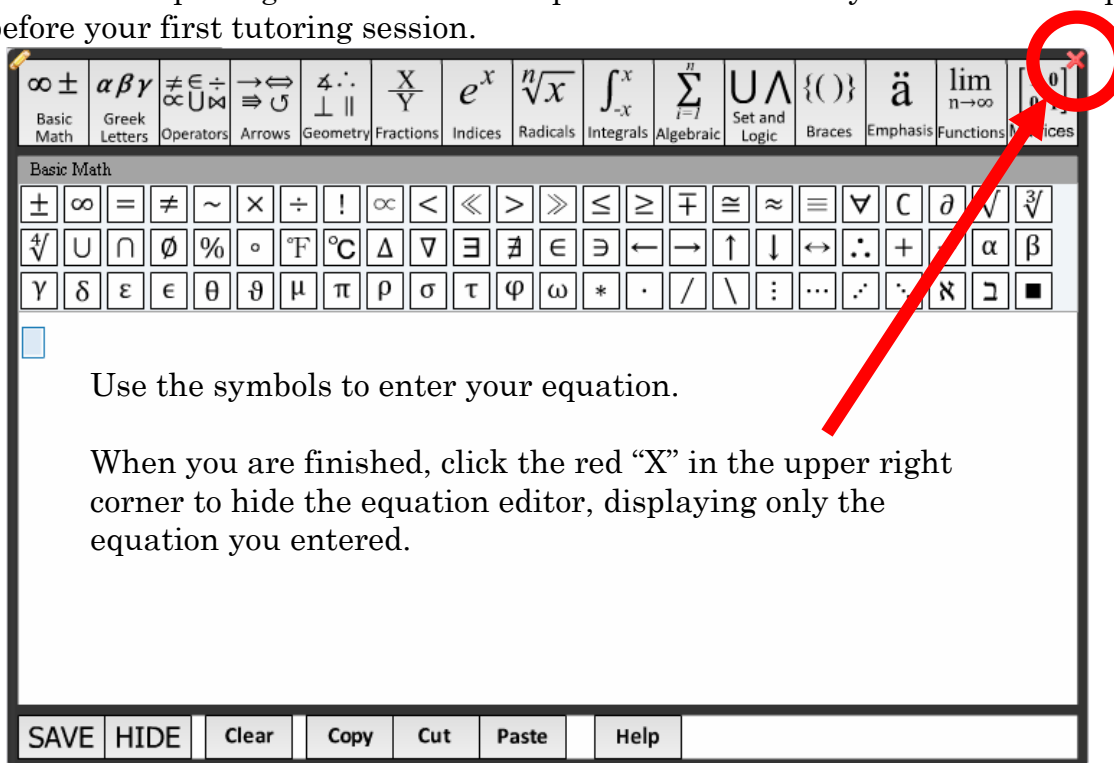 before your first tutoring session.
∞ ± α β γ ≠ ∈ ÷ ∝ ⋃ ⋈ → ⇔ ⇛ ↺ ∡ ∴ ⊥ ∥ X/Y e^x ⁿ√x ∫_-x^x Σ_i=1^n ⋃⋀ {( )} ä lim n→∞
Basic Math Greek Letters Operators Arrows Geometry Fractions Indices Radicals Integrals Algebraic Set and Logic Braces Emphasis Functions
Basic Math
± ∞ = ≠ ~ × ÷ ! ∝ < ≪ > ≫ ≤ ≥ ∓ ≅ ≈ ≡ ∀ ∁ ∂ √ ∛
∜ ∪ ∩ Ø % ° °F °C Δ ∇ ∃ ∄ ∈ ∋ ← → ↑ ↓ ↔ ∴ + α β
γ δ ε ϵ θ ϑ μ π ρ σ τ φ ω * · / \ ⋮ ⋯ ⋰ ⋱ ℵ ℶ ■
Use the symbols to enter your equation.
When you are finished, click the red “X” in the upper right
corner to hide the equation editor, displaying only the
equation you entered.
SAVE HIDE Clear Copy Cut Paste Help